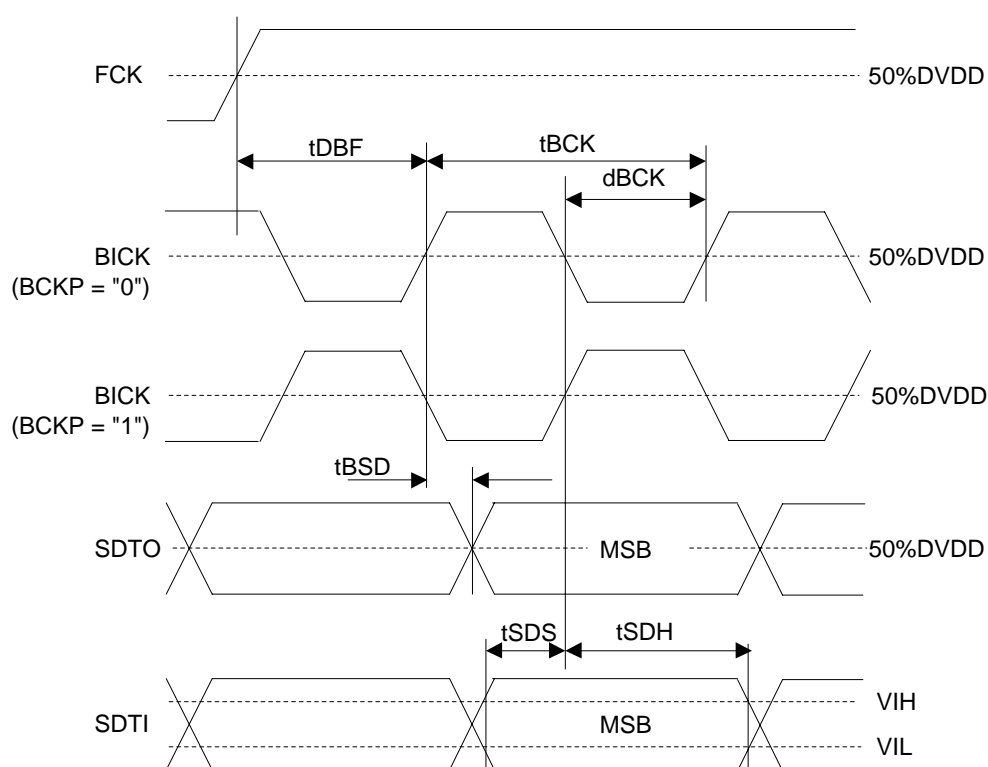 FCK
50%DVDD
tDBF
tBCK
dBCK
BICK
(BCKP = "0")
50%DVDD
BICK
(BCKP = "1")
50%DVDD
tBSD
SDTO
MSB
50%DVDD
tSDS
tSDH
SDTI
MSB
VIH
VIL